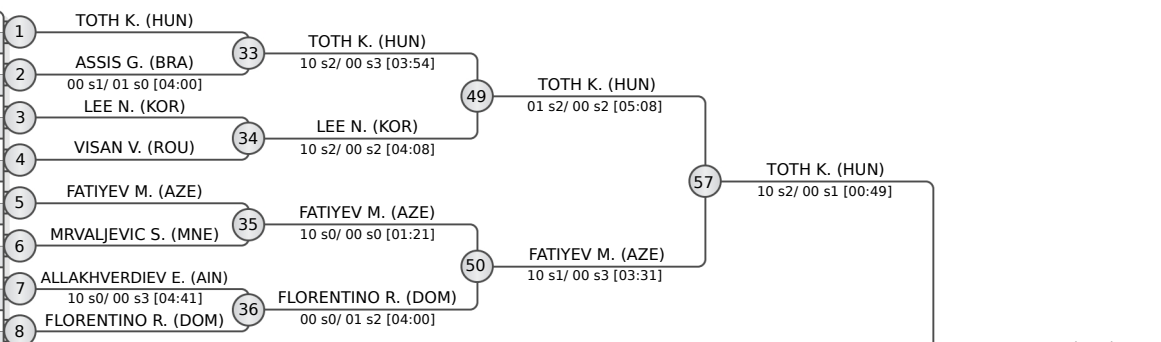 1
TOTH K. (HUN)
2
ASSIS G. (BRA)
00 s1/ 01 s0 [04:00]
33
TOTH K. (HUN)
10 s2/ 00 s3 [03:54]
3
LEE N. (KOR)
4
VISAN V. (ROU)
34
LEE N. (KOR)
10 s2/ 00 s2 [04:08]
49
TOTH K. (HUN)
01 s2/ 00 s2 [05:08]
5
FATIYEV M. (AZE)
6
MRVALJEVIC S. (MNE)
35
FATIYEV M. (AZE)
10 s0/ 00 s0 [01:21]
7
ALLAKHVERDIEV E. (AIN)
10 s0/ 00 s3 [04:41]
8
FLORENTINO R. (DOM)
36
FLORENTINO R. (DOM)
00 s0/ 01 s2 [04:00]
50
FATIYEV M. (AZE)
10 s1/ 00 s3 [03:31]
57
TOTH K. (HUN)
10 s2/ 00 s1 [00:49]